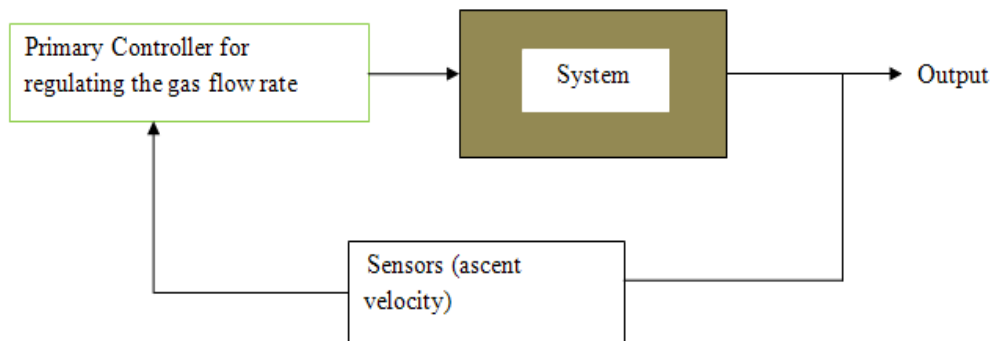 Primary Controller for
regulating the gas flow rate
System
Output
Sensors (ascent
velocity)